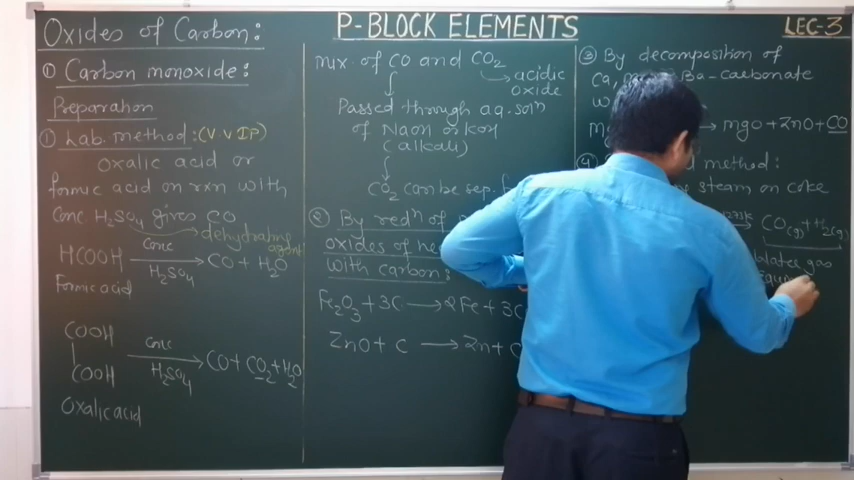 P-BLOCK ELEMENTS
LEC-3
Oxides of Carbon:
① Carbon monoxide:
Preparation
① Lab. method: (V.V IP)
Oxalic acid or
formic acid on rxn with
Conc. H2SO4 gives CO
dehydrating
agent
HCOOH Conc H2SO4 → CO + H2O
Formic acid
COOH
COOH Conc H2SO4 → CO + CO2 + H2O
Oxalic acid
mix. of CO and CO2
→ acidic
oxide
Passed through aq. soln
of NaOH or KOH
(alkali)
CO2 can be sep.
② By redn of
oxides of
with carbon:
Fe2O3 + 3C → 2Fe + 3C
ZnO + C → Zn +
③ By decomposition of
Ca, Ba-carbonate
→ MgO + ZnO + CO
④ method:
steam on coke
1273K → CO(g) + H2(g)
gas